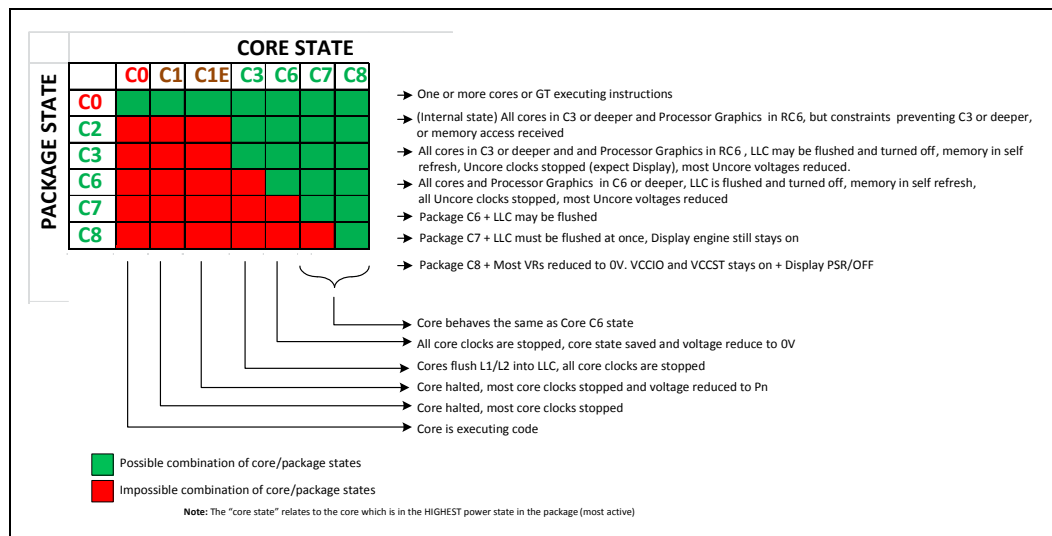 CORE STATE
PACKAGE STATE
C0 C1 C1E C3 C6 C7 C8
C0
C2
C3
C6
C7
C8
One or more cores or GT executing instructions
(Internal state) All cores in C3 or deeper and Processor Graphics in RC6, but constraints preventing C3 or deeper,
or memory access received
All cores in C3 or deeper and and Processor Graphics in RC6 , LLC may be flushed and turned off, memory in self
refresh, Uncore clocks stopped (expect Display), most Uncore voltages reduced.
All cores and Processor Graphics in C6 or deeper, LLC is flushed and turned off, memory in self refresh,
all Uncore clocks stopped, most Uncore voltages reduced
Package C6 + LLC may be flushed
Package C7 + LLC must be flushed at once, Display engine still stays on
Package C8 + Most VRs reduced to 0V. VCCIO and VCCST stays on + Display PSR/OFF
Core behaves the same as Core C6 state
All core clocks are stopped, core state saved and voltage reduce to 0V
Cores flush L1/L2 into LLC, all core clocks are stopped
Core halted, most core clocks stopped and voltage reduced to Pn
Core halted, most core clocks stopped
Core is executing code
Possible combination of core/package states
Impossible combination of core/package states
Note: The “core state” relates to the core which is in the HIGHEST power state in the package (most active)